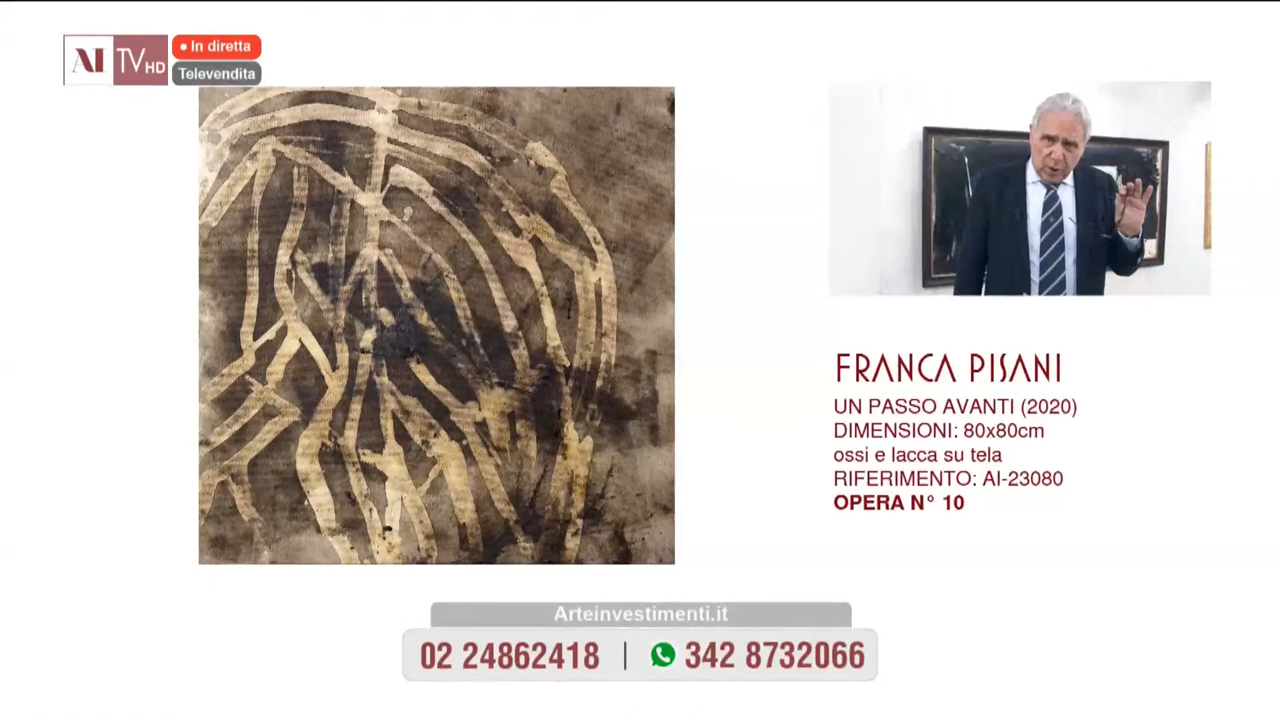 AI TV HD
• In diretta
Televendita
FRANCA PISANI
UN PASSO AVANTI (2020)
DIMENSIONI: 80x80cm
ossi e lacca su tela
RIFERIMENTO: AI-23080
OPERA N° 10
Arteinvestimenti.it
02 24862418 | 342 8732066